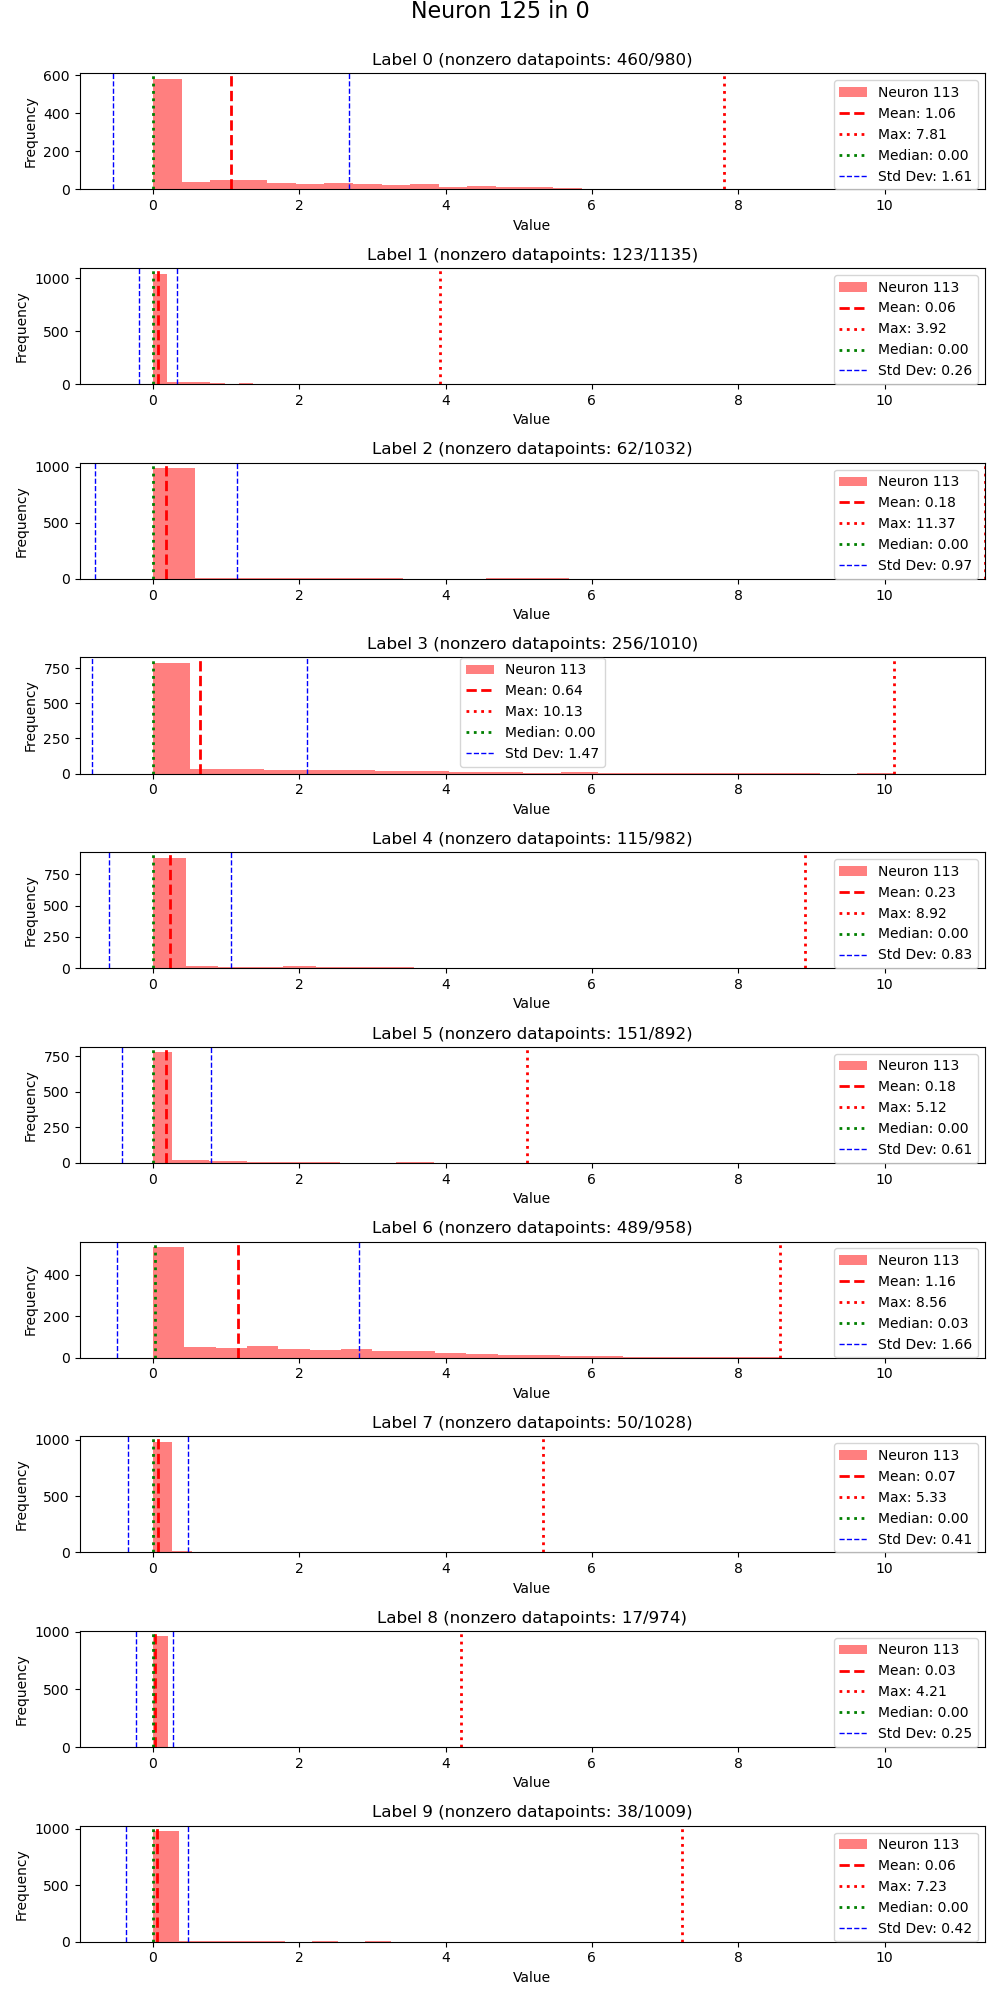 Neuron 125 in 0
Label 0 (nonzero datapoints: 460/980)
Frequency
600
400
200
0
Neuron 113
Mean: 1.06
Max: 7.81
Median: 0.00
Std Dev: 1.61
0 2 4 6 8 10
Value
Label 1 (nonzero datapoints: 123/1135)
Frequency
1000
500
0
Neuron 113
Mean: 0.06
Max: 3.92
Median: 0.00
Std Dev: 0.26
0 2 4 6 8 10
Value
Label 2 (nonzero datapoints: 62/1032)
Frequency
1000
500
0
Neuron 113
Mean: 0.18
Max: 11.37
Median: 0.00
Std Dev: 0.97
0 2 4 6 8 10
Value
Label 3 (nonzero datapoints: 256/1010)
Frequency
750
500
250
0
Neuron 113
Mean: 0.64
Max: 10.13
Median: 0.00
Std Dev: 1.47
0 2 4 6 8 10
Value
Label 4 (nonzero datapoints: 115/982)
Frequency
750
500
250
0
Neuron 113
Mean: 0.23
Max: 8.92
Median: 0.00
Std Dev: 0.83
0 2 4 6 8 10
Value
Label 5 (nonzero datapoints: 151/892)
Frequency
750
500
250
0
Neuron 113
Mean: 0.18
Max: 5.12
Median: 0.00
Std Dev: 0.61
0 2 4 6 8 10
Value
Label 6 (nonzero datapoints: 489/958)
Frequency
400
200
0
Neuron 113
Mean: 1.16
Max: 8.56
Median: 0.03
Std Dev: 1.66
0 2 4 6 8 10
Value
Label 7 (nonzero datapoints: 50/1028)
Frequency
1000
500
0
Neuron 113
Mean: 0.07
Max: 5.33
Median: 0.00
Std Dev: 0.41
0 2 4 6 8 10
Value
Label 8 (nonzero datapoints: 17/974)
Frequency
1000
500
0
Neuron 113
Mean: 0.03
Max: 4.21
Median: 0.00
Std Dev: 0.25
0 2 4 6 8 10
Value
Label 9 (nonzero datapoints: 38/1009)
Frequency
1000
500
0
Neuron 113
Mean: 0.06
Max: 7.23
Median: 0.00
Std Dev: 0.42
0 2 4 6 8 10
Value